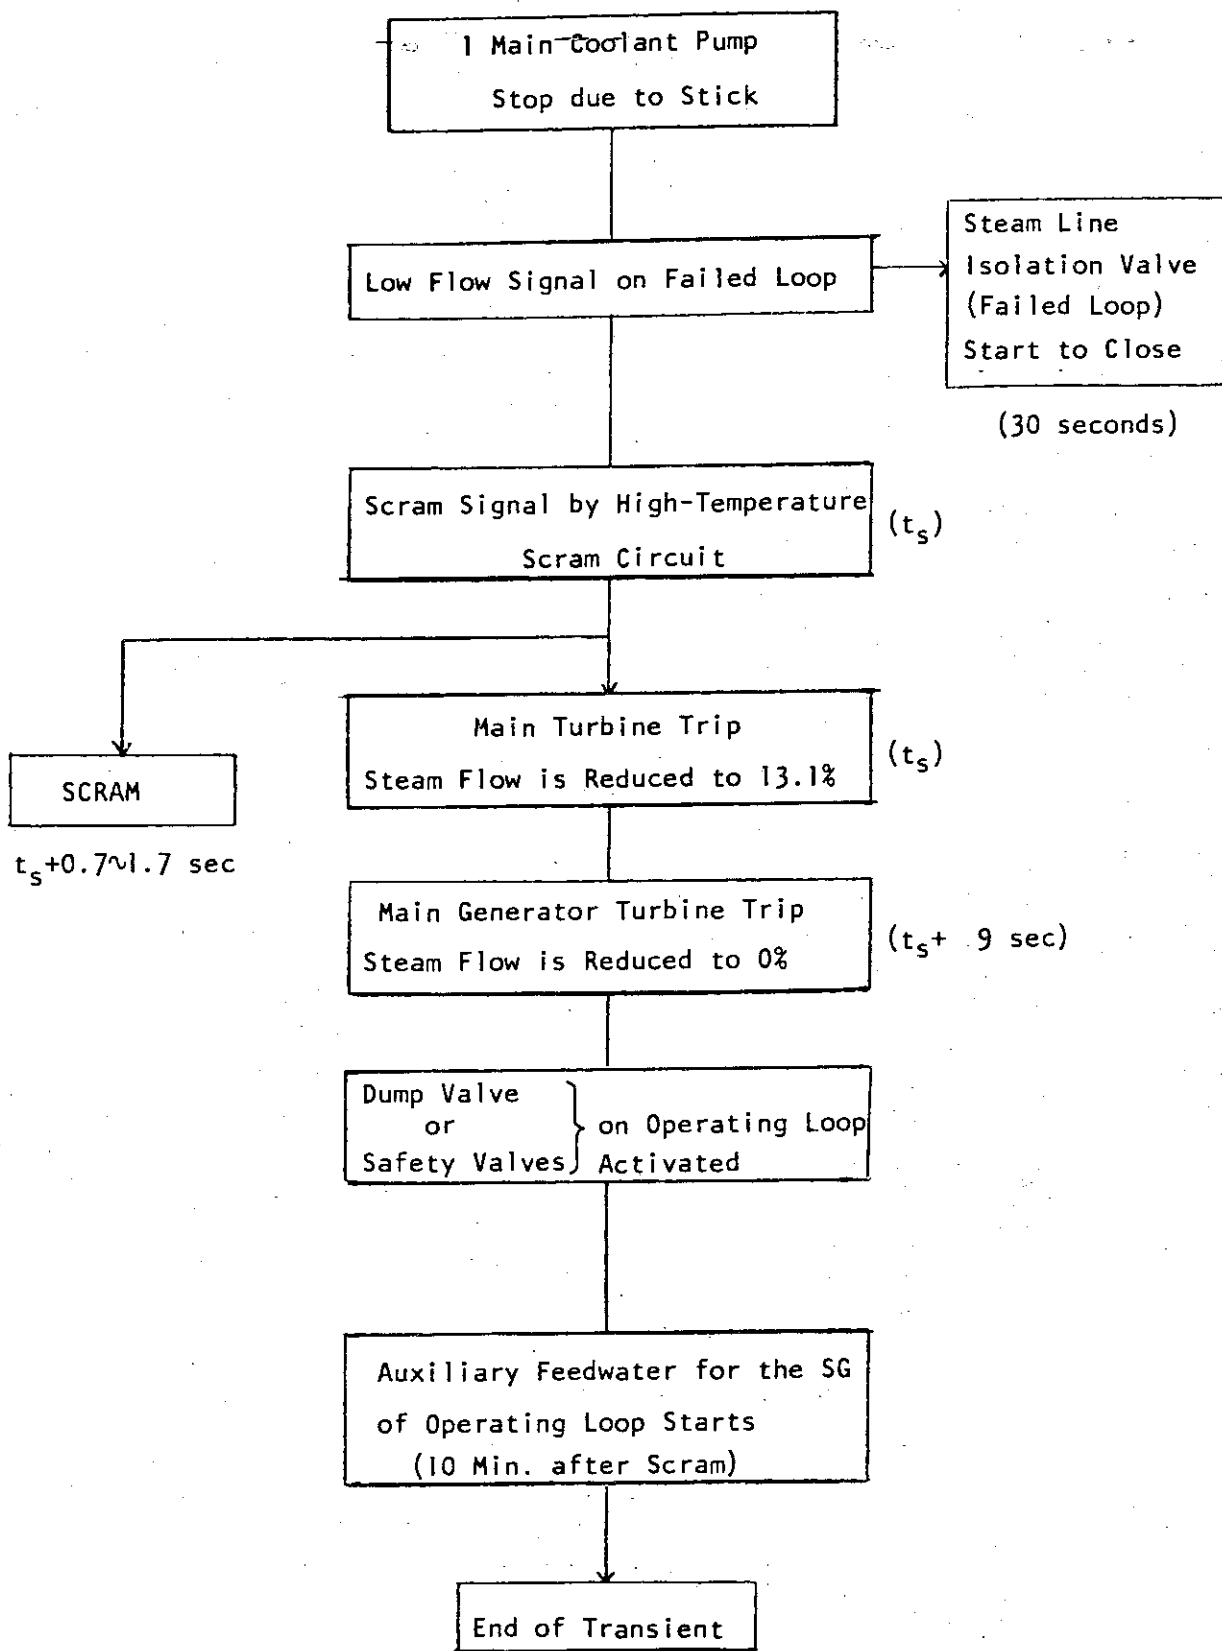 1 Main Coolant Pump
Stop due to Stick
Low Flow Signal on Failed Loop
Steam Line
Isolation Valve
(Failed Loop)
Start to Close
(30 seconds)
Scram Signal by High-Temperature
Scram Circuit
(ts)
Main Turbine Trip
Steam Flow is Reduced to 13.1%
(ts)
SCRAM
ts+0.7~1.7 sec
Main Generator Turbine Trip
Steam Flow is Reduced to 0%
(ts+ 9 sec)
Dump Valve
or
Safety Valves
on Operating Loop
Activated
Auxiliary Feedwater for the SG
of Operating Loop Starts
(10 Min. after Scram)
End of Transient